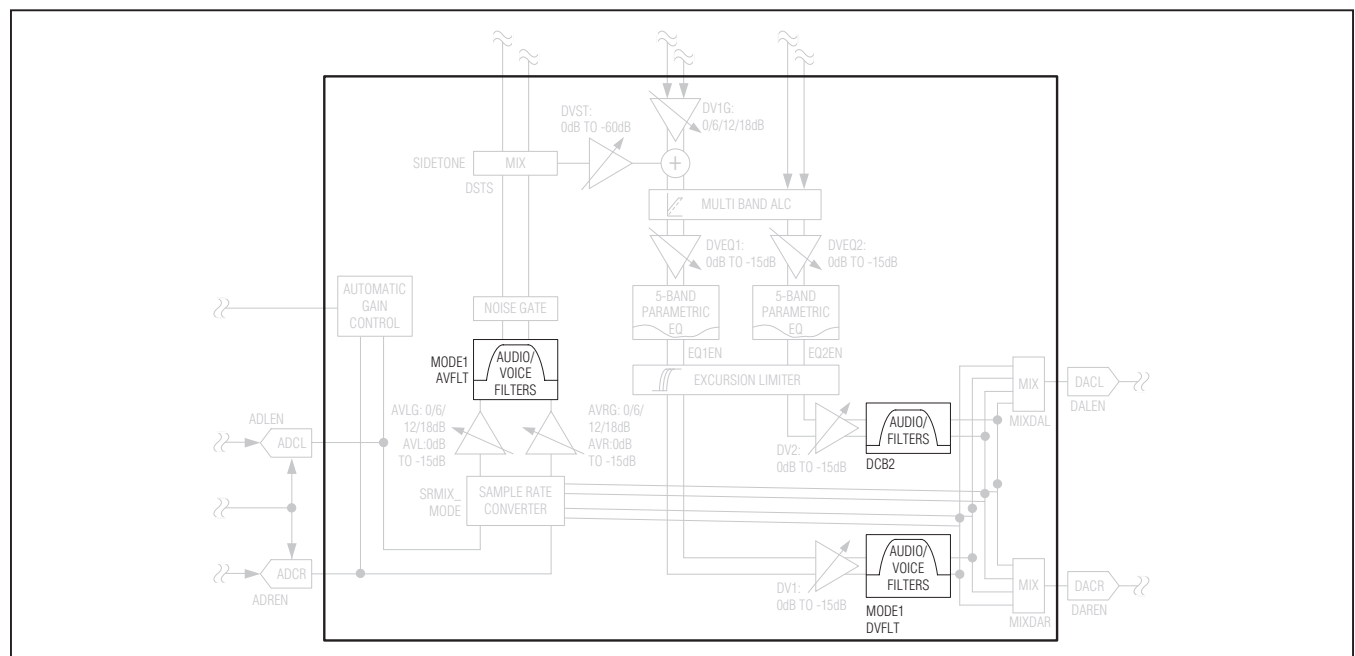 DVST:
0dB TO -60dB
DV1G:
0/6/12/18dB
SIDETONE
MIX
+
DSTS
MULTI BAND ALC
DVEQ1:
0dB TO -15dB
DVEQ2:
0dB TO -15dB
AUTOMATIC
GAIN
CONTROL
NOISE GATE
5-BAND
PARAMETRIC
EQ
5-BAND
PARAMETRIC
EQ
EQ1EN
EQ2EN
MODE1
AVFLT
AUDIO/
VOICE
FILTERS
EXCURSION LIMITER
MIX
DACL
DALEN
MIXDAL
AVLG: 0/6/
12/18dB
AVL:0dB
TO -15dB
AVRG: 0/6/
12/18dB
AVR:0dB
TO -15dB
ADLEN
ADCL
DV2:
0dB TO -15dB
AUDIO/
FILTERS
DCB2
SRMIX_
MODE
SAMPLE RATE
CONVERTER
ADCR
ADREN
DV1:
0dB TO -15dB
AUDIO/
VOICE
FILTERS
MODE1
DVFLT
MIX
DACR
DAREN
MIXDAR